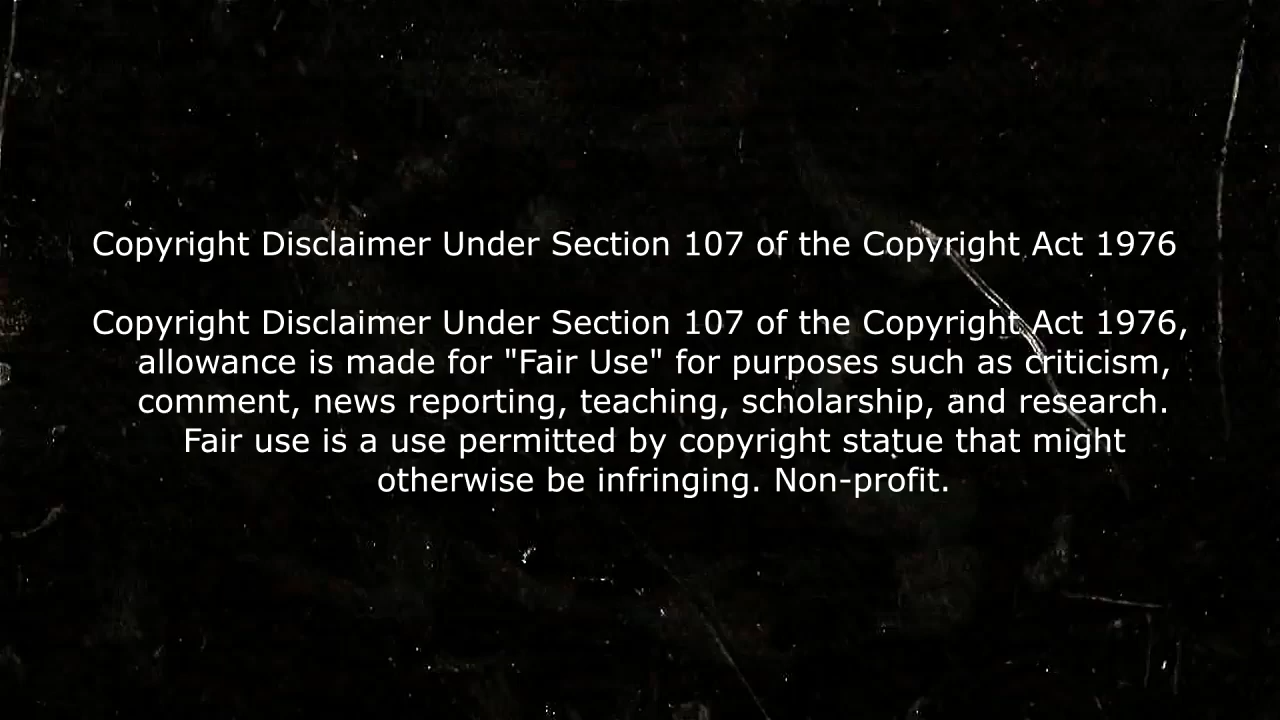 Copyright Disclaimer Under Section 107 of the Copyright Act 1976
Copyright Disclaimer Under Section 107 of the Copyright Act 1976,
allowance is made for "Fair Use" for purposes such as criticism,
comment, news reporting, teaching, scholarship, and research.
Fair use is a use permitted by copyright statue that might
otherwise be infringing. Non-profit.